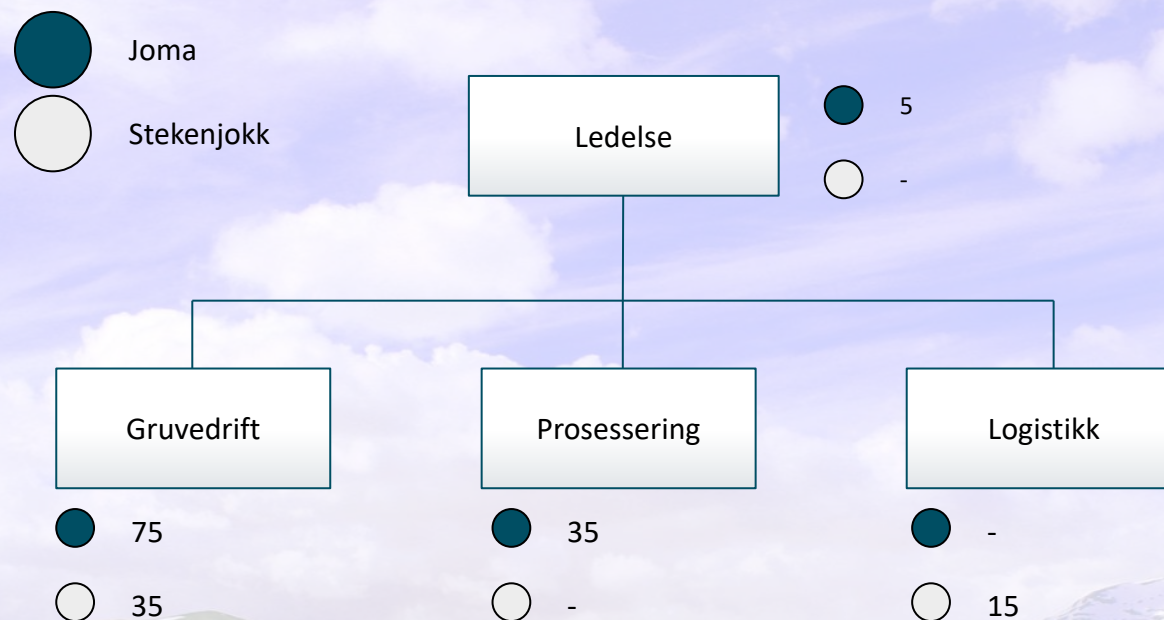 Joma
Stekenjokk
Ledelse
5
-
Gruvedrift
Prosessering
Logistikk
75
35
-
35
-
15